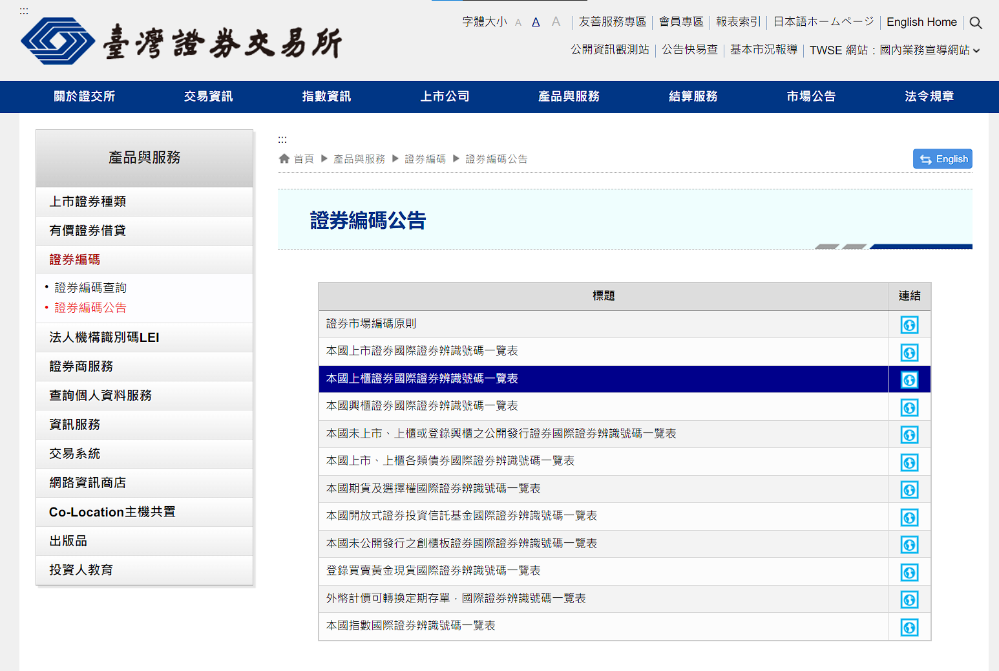 :::
臺灣證券交易所
字體大小 A A A 友善服務專區 會員專區 報表索引 日本語ホームページ English Home
公開資訊觀測站 公告快易查 基本市況報導 TWSE 網站：國內業務宣導網站
關於證交所 交易資訊 指數資訊 上市公司 產品與服務 結算服務 市場公告 法令規章
產品與服務
上市證券種類
有價證券借貸
證券編碼
• 證券編碼查詢
• 證券編碼公告
法人機構識別碼LEI
證券商服務
查詢個人資料服務
資訊服務
交易系統
網路資訊商店
Co-Location主機共置
出版品
投資人教育
:::
首頁 ▶ 產品與服務 ▶ 證券編碼 ▶ 證券編碼公告
English
證券編碼公告
標題 連結
證券市場編碼原則
本國上市證券國際證券辨識號碼一覽表
本國上櫃證券國際證券辨識號碼一覽表
本國興櫃證券國際證券辨識號碼一覽表
本國未上市、上櫃或登錄興櫃之公開發行證券國際證券辨識號碼一覽表
本國上市、上櫃各類債券國際證券辨識號碼一覽表
本國期貨及選擇權國際證券辨識號碼一覽表
本國開放式證券投資信託基金國際證券辨識號碼一覽表
本國未公開發行之創櫃板證券國際證券辨識號碼一覽表
登錄買賣黃金現貨國際證券辨識號碼一覽表
外幣計價可轉換定期存單，國際證券辨識號碼一覽表
本國指數國際證券辨識號碼一覽表